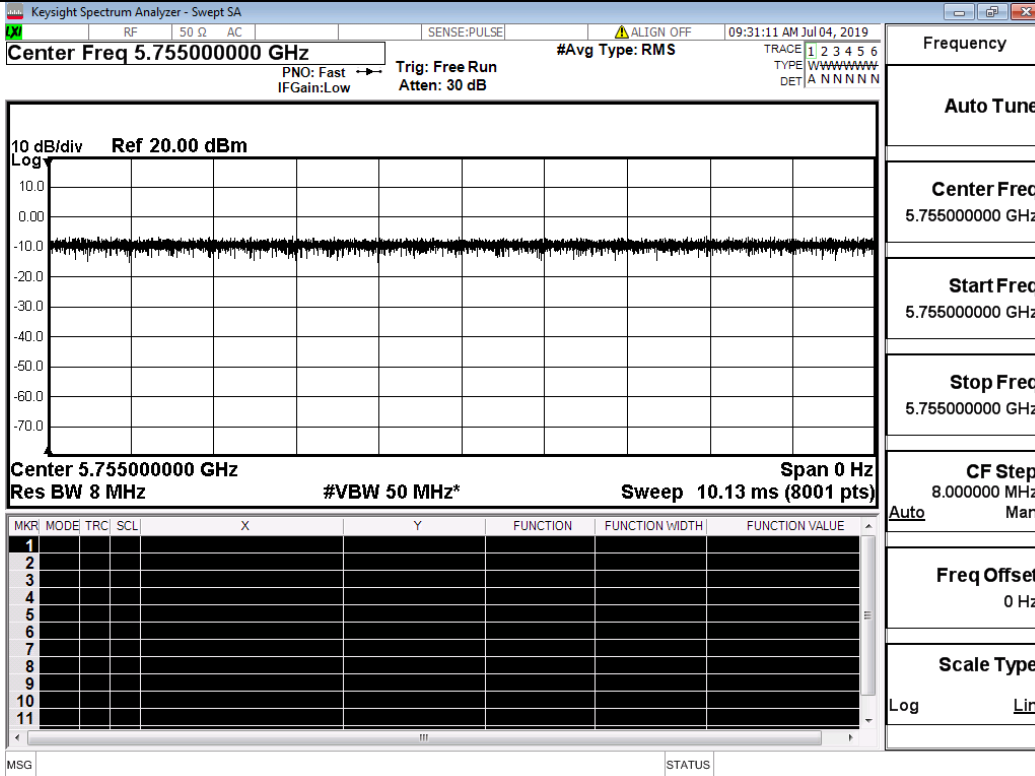 Keysight Spectrum Analyzer - Swept SA
LXI RF 50 Ω AC SENSE:PULSE ALIGN OFF 09:31:11 AM Jul 04, 2019
Center Freq 5.755000000 GHz #Avg Type: RMS TRACE 1 2 3 4 5 6
PNO: Fast Trig: Free Run TYPE WWWWWW
IFGain:Low Atten: 30 dB DET A N N N N N
10 dB/div Ref 20.00 dBm
Log
10.0
0.00
-10.0
-20.0
-30.0
-40.0
-50.0
-60.0
-70.0
Center 5.755000000 GHz Span 0 Hz
Res BW 8 MHz #VBW 50 MHz* Sweep 10.13 ms (8001 pts)
MKR MODE TRC SCL X Y FUNCTION FUNCTION WIDTH FUNCTION VALUE
1
2
3
4
5
6
7
8
9
10
11
MSG STATUS
Frequency
Auto Tune
Center Freq
5.755000000 GHz
Start Freq
5.755000000 GHz
Stop Freq
5.755000000 GHz
CF Step
8.000000 MHz
Auto Man
Freq Offset
0 Hz
Scale Type
Log Lin